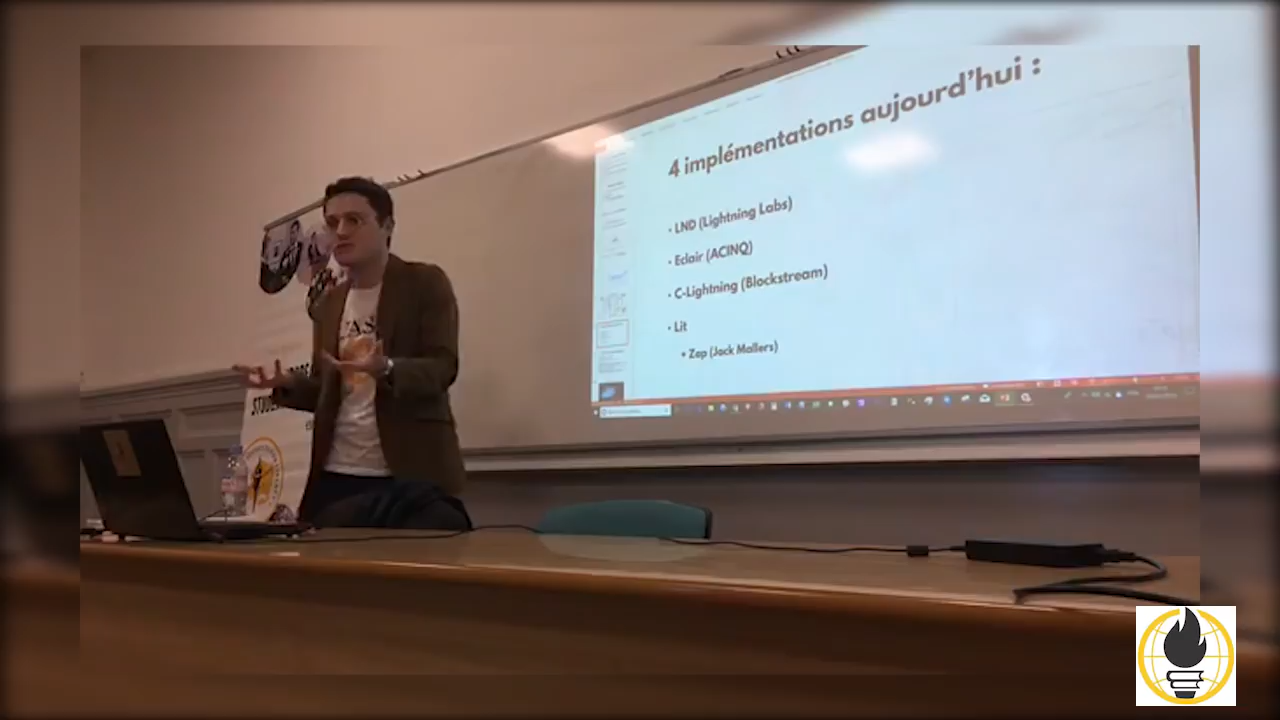 4 implémentations aujourd'hui :
• LND (Lightning Labs)
• Eclair (ACINQ)
• C-Lightning (Blockstream)
• Lit
• Zap (Jack Mallers)